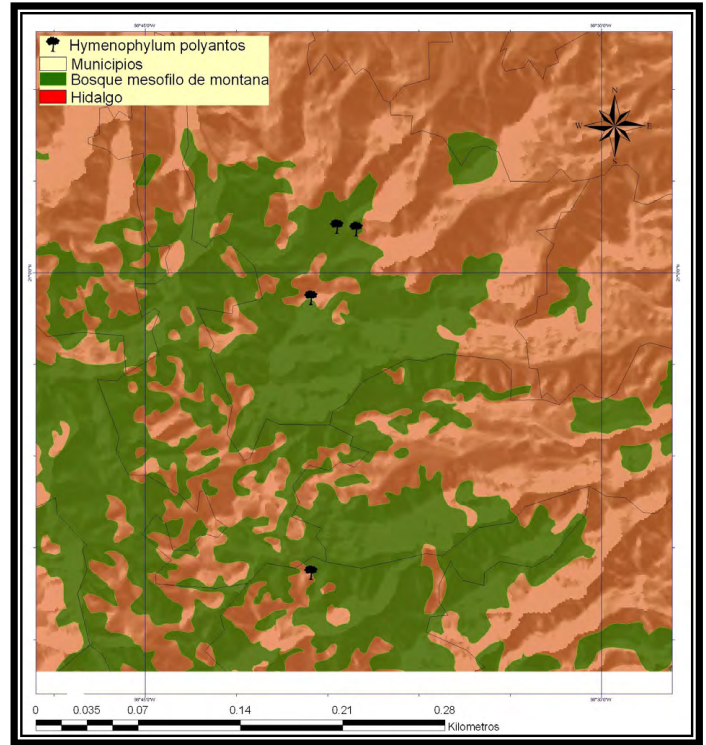 Hymenophylum polyantos
Municipios
Bosque mesofilo de montana
Hidalgo
N
W E
S
0 0.035 0.07 0.14 0.21 0.28
Kilometros